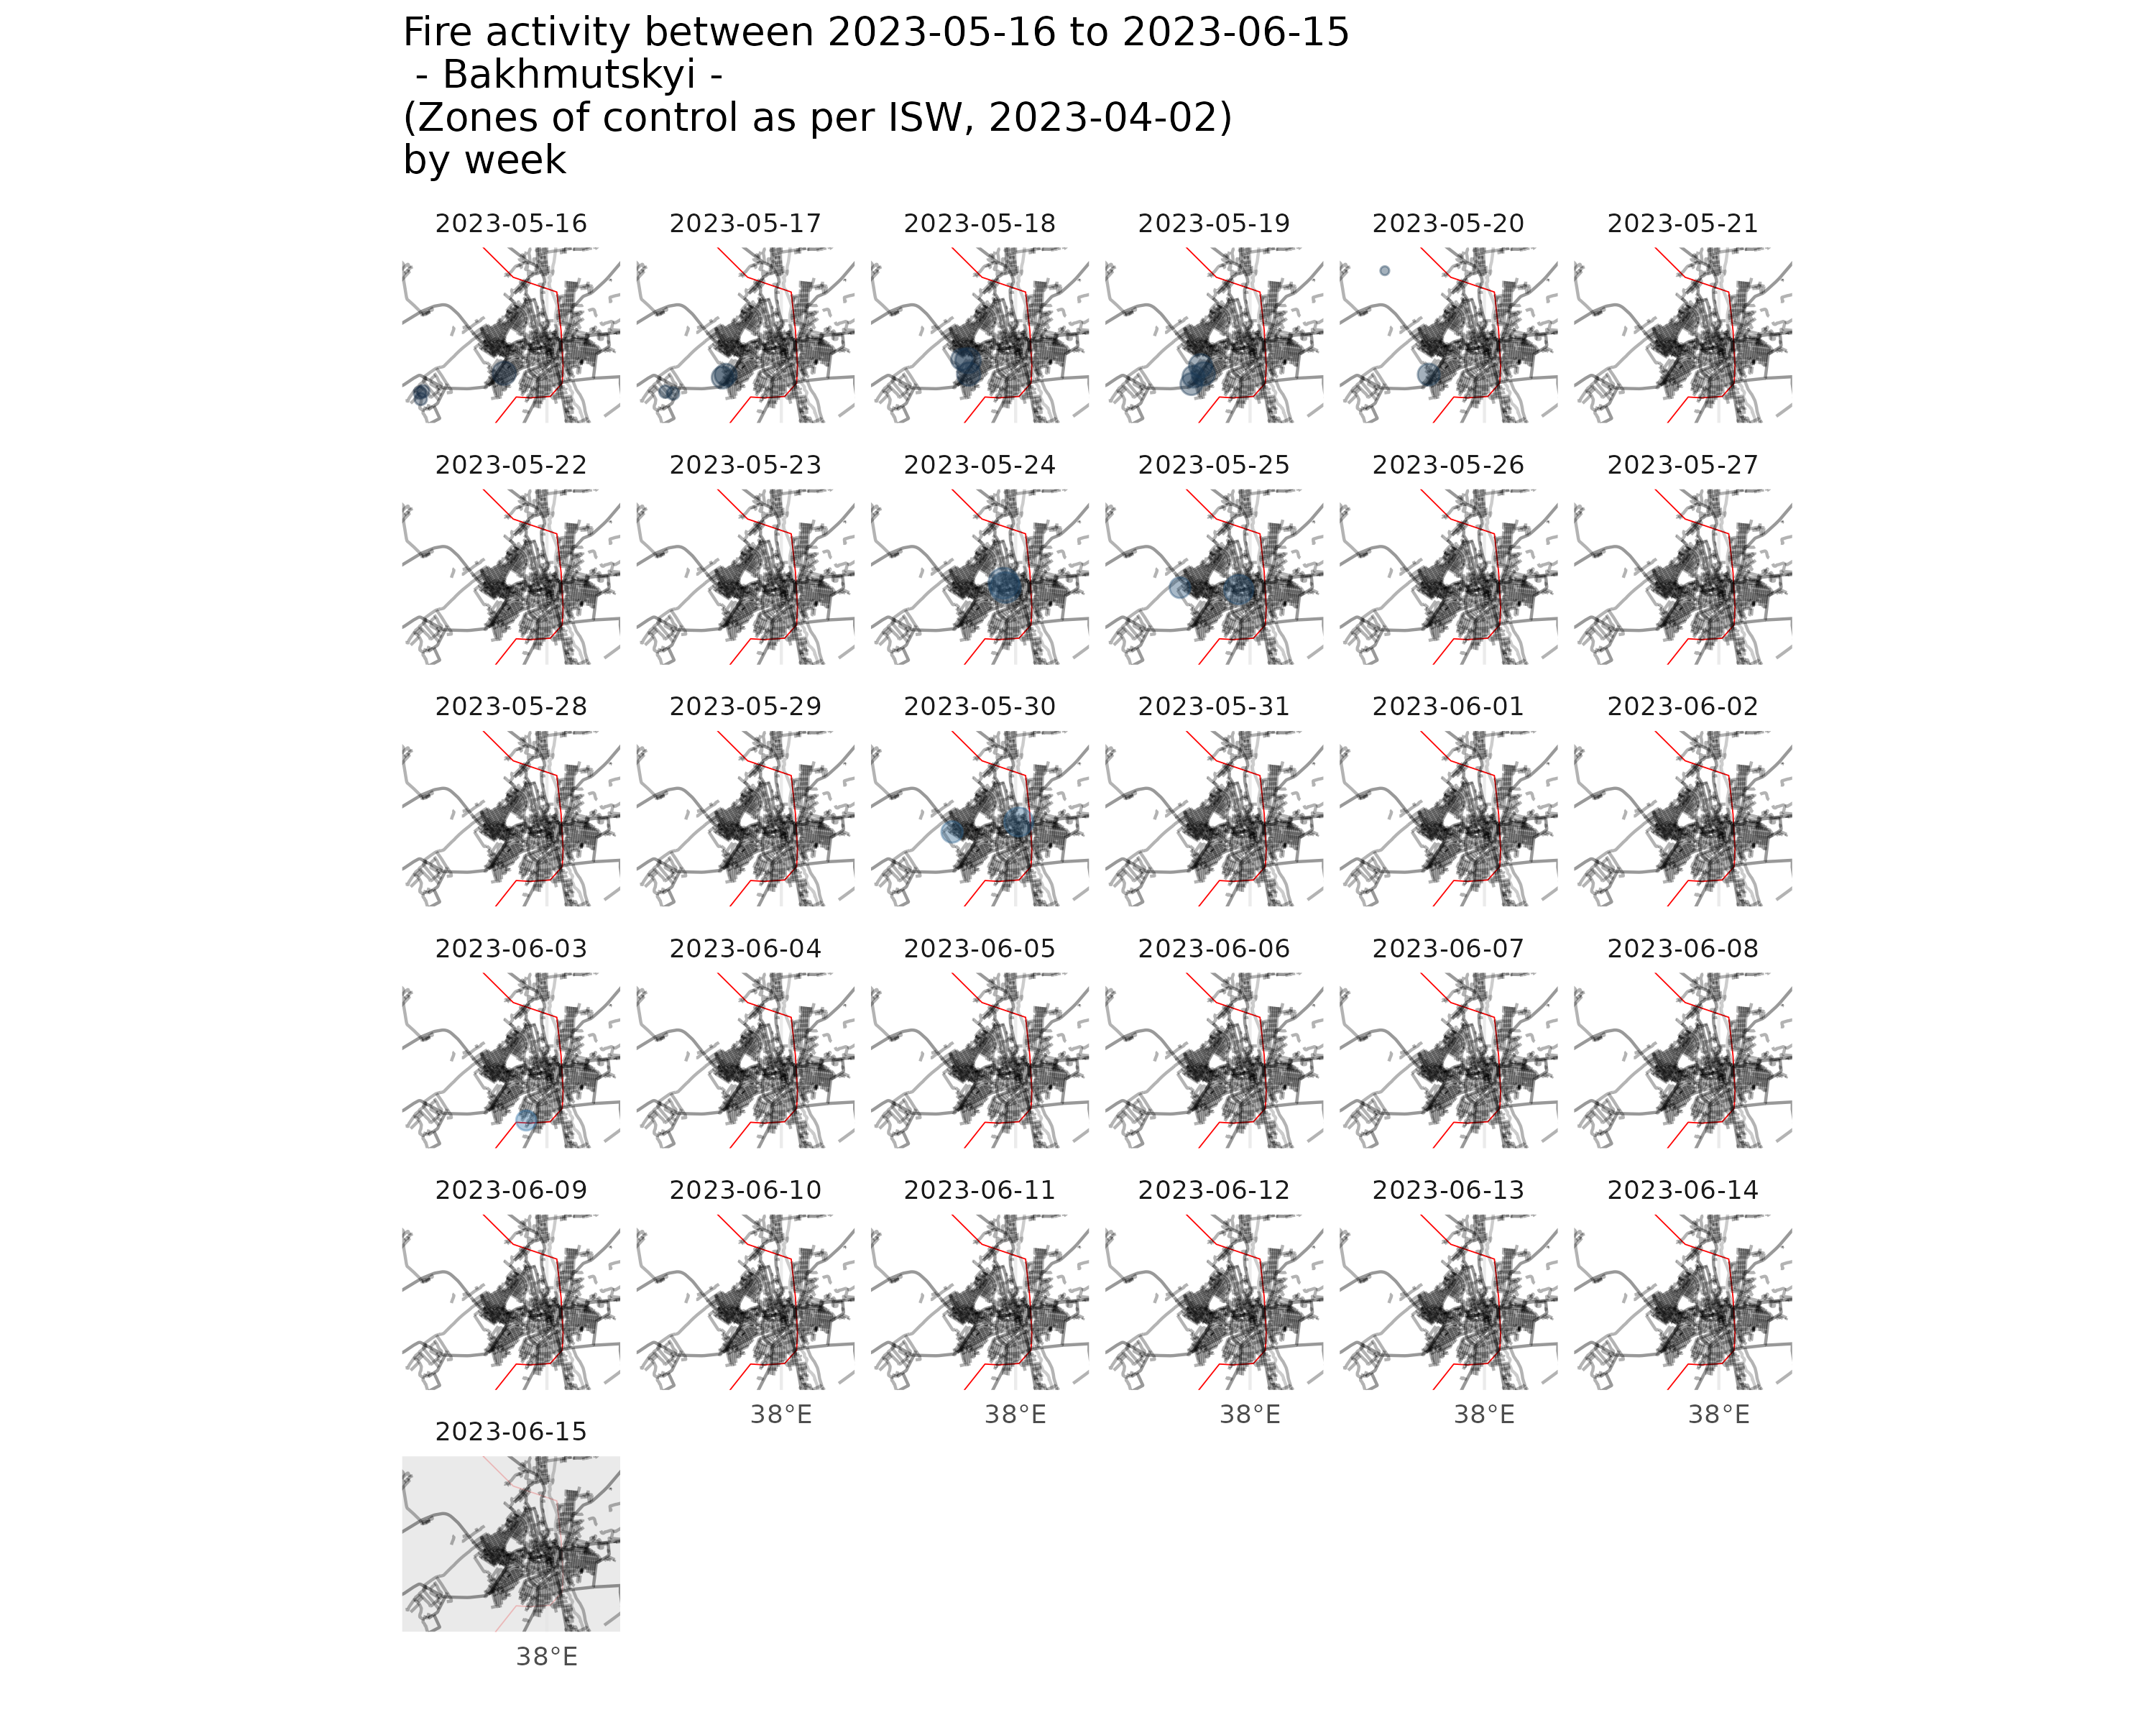 Fire activity between 2023-05-16 to 2023-06-15
- Bakhmutskyi -
(Zones of control as per ISW, 2023-04-02)
by week
2023-05-16 2023-05-17 2023-05-18 2023-05-19 2023-05-20 2023-05-21
2023-05-22 2023-05-23 2023-05-24 2023-05-25 2023-05-26 2023-05-27
2023-05-28 2023-05-29 2023-05-30 2023-05-31 2023-06-01 2023-06-02
2023-06-03 2023-06-04 2023-06-05 2023-06-06 2023-06-07 2023-06-08
2023-06-09 2023-06-10 2023-06-11 2023-06-12 2023-06-13 2023-06-14
38°E 38°E 38°E 38°E 38°E
2023-06-15
38°E